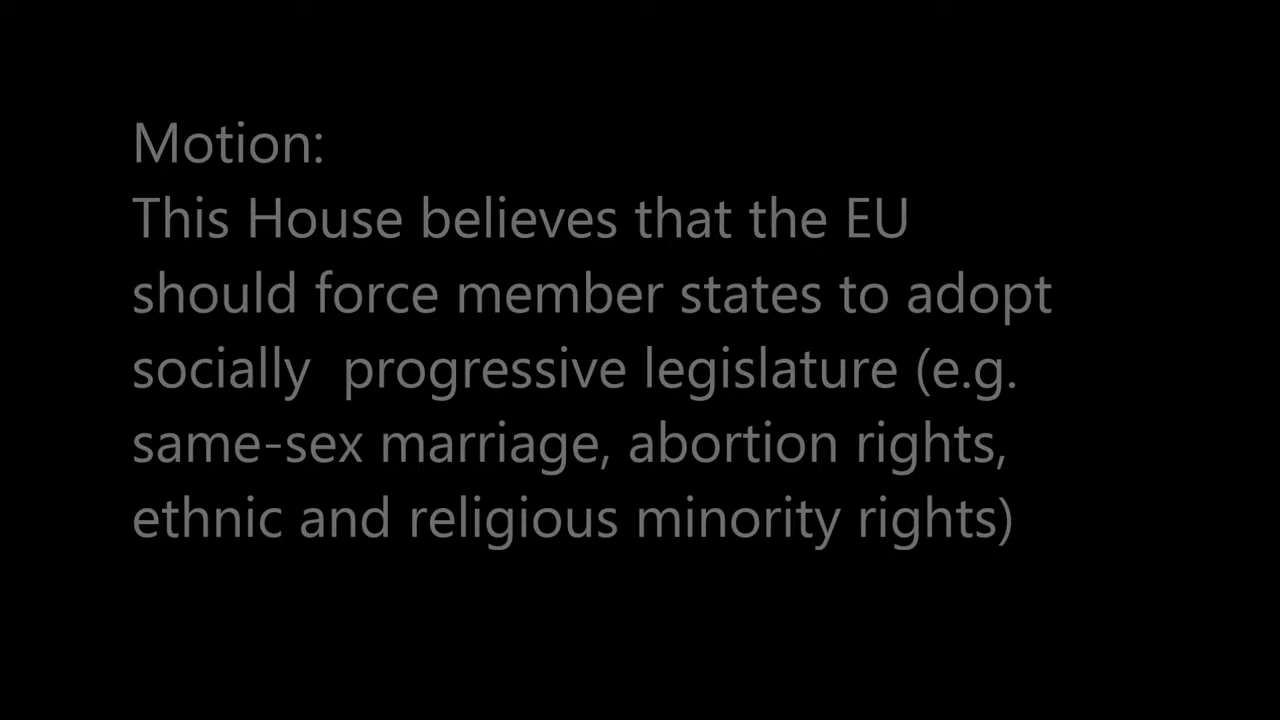 Motion:
This House believes that the EU
should force member states to adopt
socially  progressive legislature (e.g.
same-sex marriage, abortion rights,
ethnic and religious minority rights)